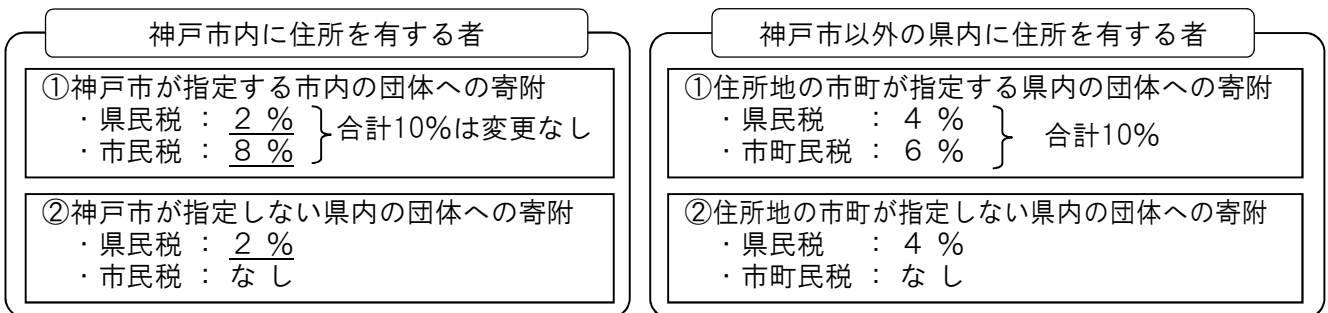 神戸市内に住所を有する者
①神戸市が指定する市内の団体への寄附
・県民税 : 2 %
・市民税 : 8 %
合計10%は変更なし
②神戸市が指定しない県内の団体への寄附
・県民税 : 2 %
・市民税 : な し
神戸市以外の県内に住所を有する者
①住所地の市町が指定する県内の団体への寄附
・県民税 : 4 %
・市町民税 : 6 %
合計10%
②住所地の市町が指定しない県内の団体への寄附
・県民税 : 4 %
・市町民税 : な し